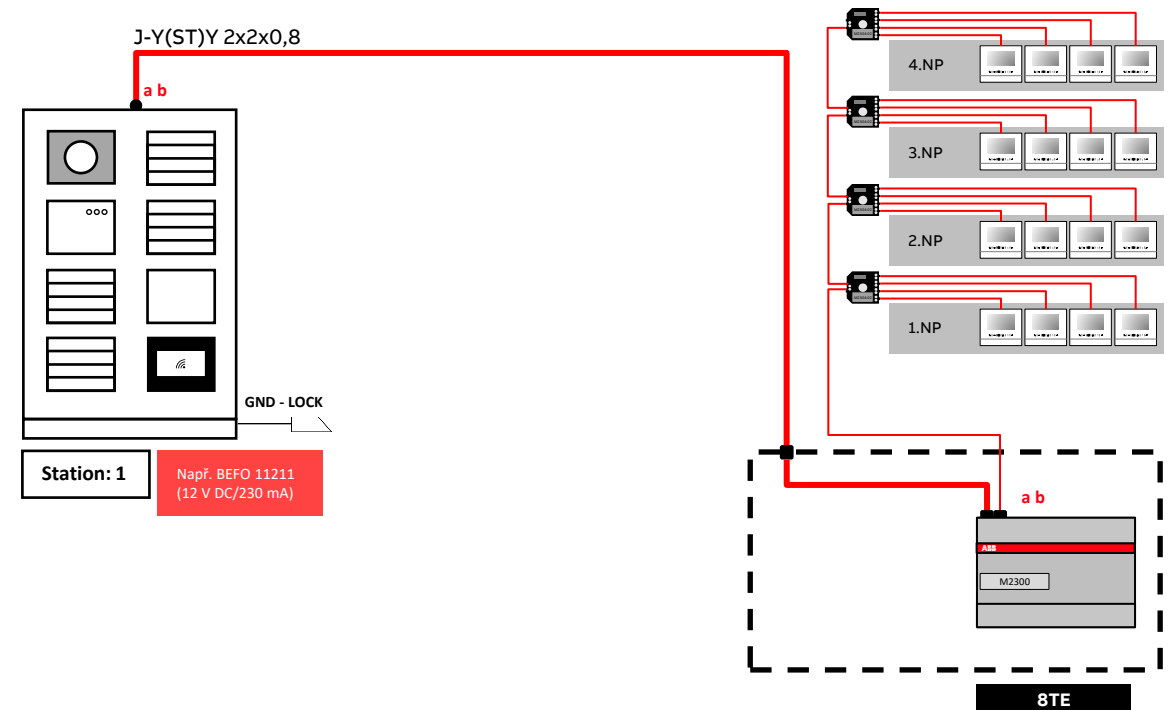 J-Y(ST)Y 2x2x0,8
a b
GND - LOCK
Station: 1
Např. BEFO 11211
(12 V DC/230 mA)
4.NP
3.NP
2.NP
1.NP
a b
ABB
M2300
8TE